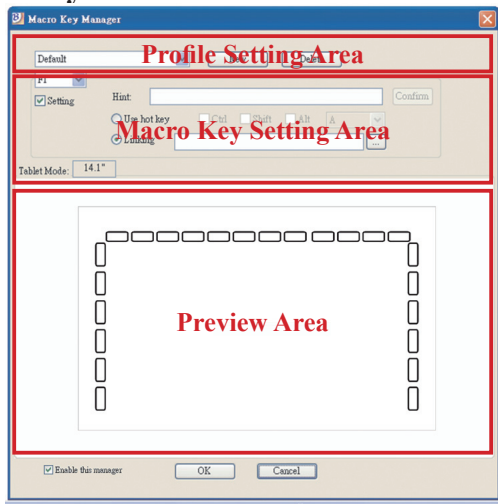 Macro Key Manager
Default
Profile Setting Area
F1
Setting
Hint:
Confirm
Use hot key
Ctrl
Shift
Alt
A
Macro Key Setting Area
Linking
...
Tablet Mode: 14.1"
Preview Area
Enable this manager
OK
Cancel